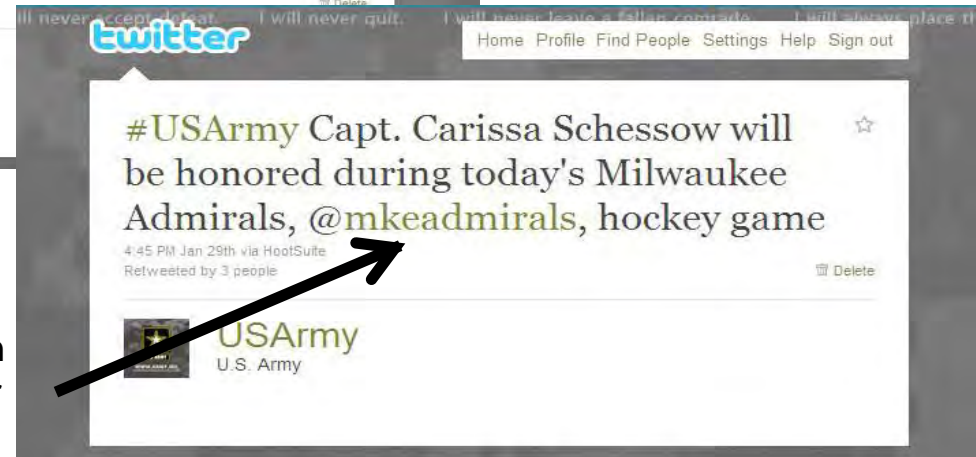 Delete
ill never accept defeat. I will never quit. I will never leave a fallen comrade. I will always place th
twitter
Home Profile Find People Settings Help Sign out
#USArmy Capt. Carissa Schessow will
be honored during today's Milwaukee
Admirals, @mkeadmirals, hockey game
4:45 PM Jan 29th via HootSuite
Retweeted by 3 people
Delete
USArmy
U.S. Army